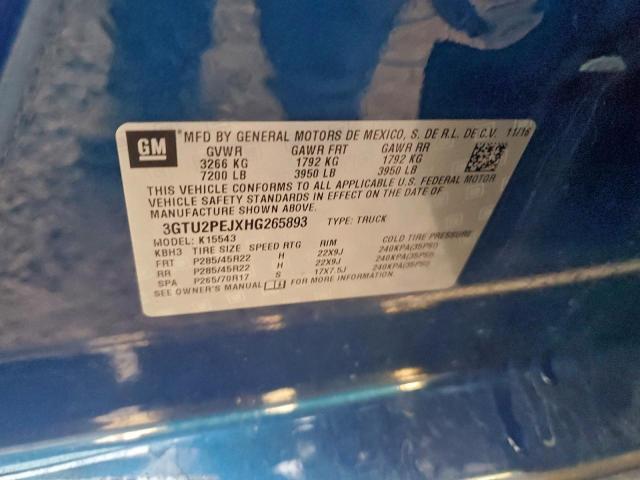 GM MFD BY GENERAL MOTORS DE MEXICO, S. DE R.L. DE C.V. 11/16
GVWR GAWR FRT GAWR RR
3266 KG 1792 KG 1792 KG
7200 LB 3950 LB 3950 LB
THIS VEHICLE CONFORMS TO ALL APPLICABLE U.S. FEDERAL MOTOR
VEHICLE SAFETY STANDARDS IN EFFECT ON THE DATE OF
MANUFACTURE SHOWN ABOVE.
3GTU2PEJXHG265893 TYPE: TRUCK
MODEL: K15543
KBH3 TIRE SIZE SPEED RTG RIM COLD TIRE PRESSURE
FRT P285/45R22 H 22X9J 240KPA(35PSI)
RR P285/45R22 H 22X9J 240KPA(35PSI)
SPA P265/70R17 S 17X7.5J 240KPA(35PSI)
SEE OWNER'S MANUAL FOR MORE INFORMATION.